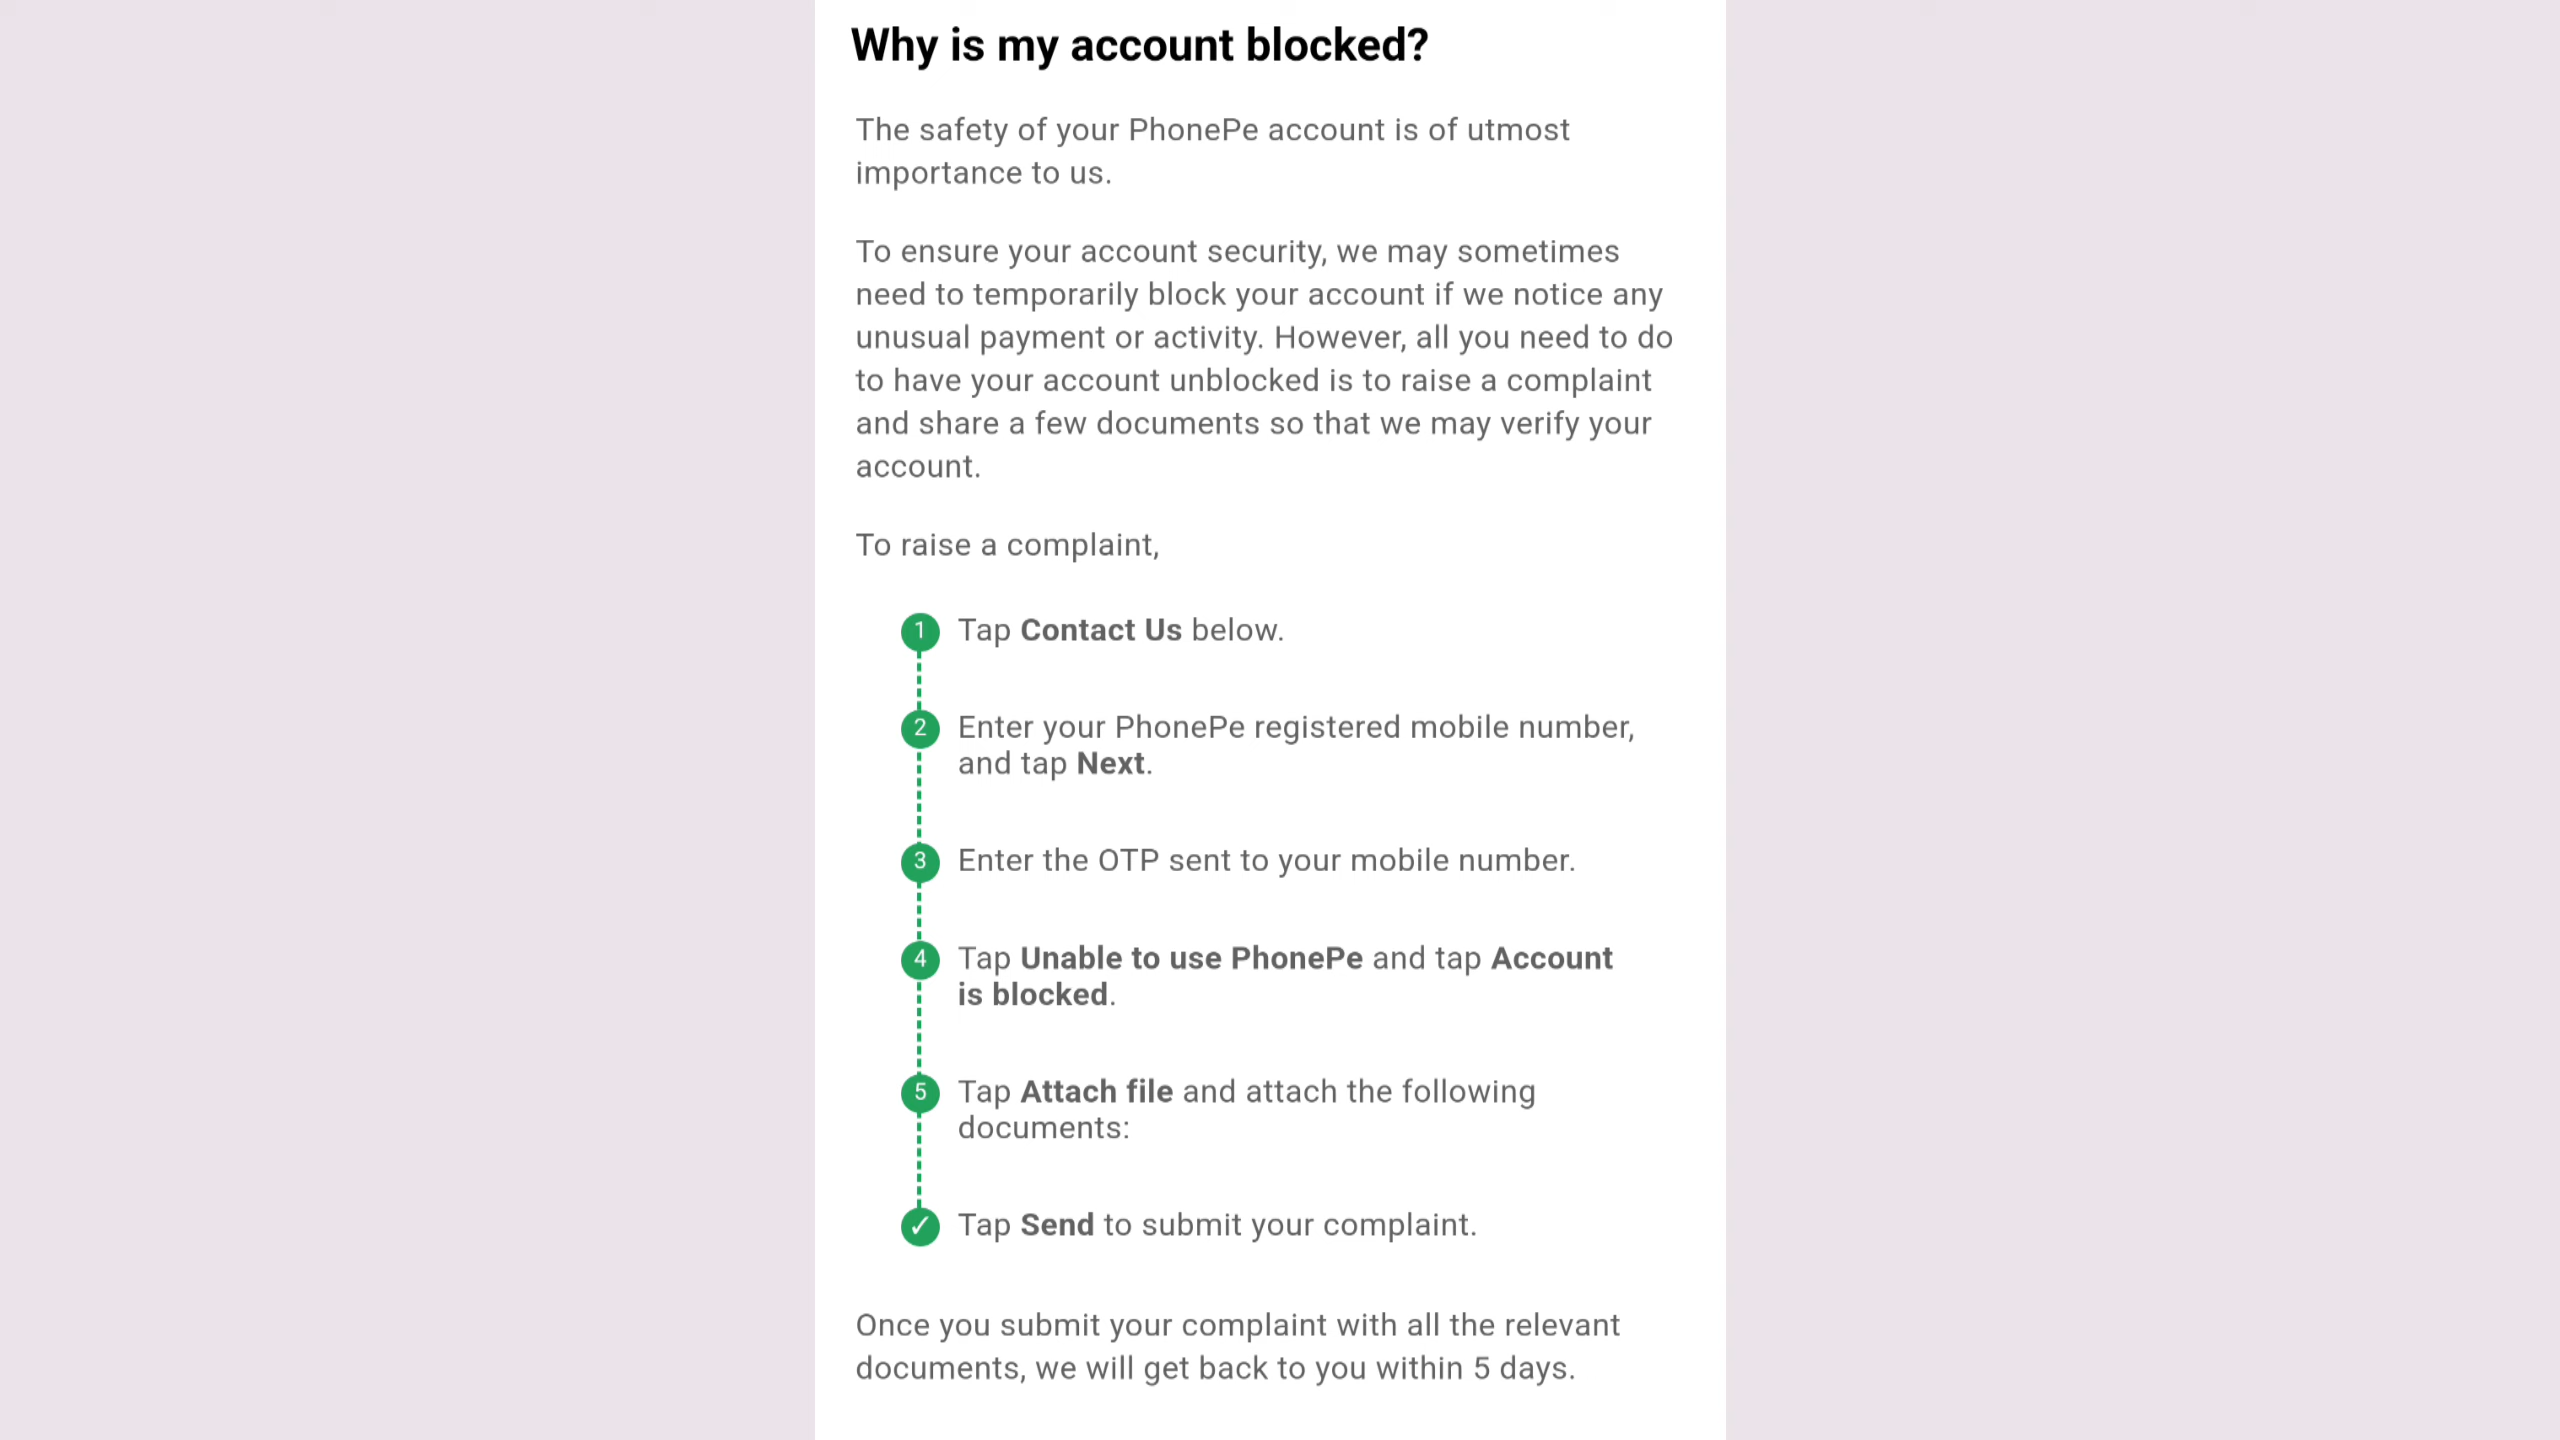 Why is my account blocked?
The safety of your PhonePe account is of utmost
importance to us.
To ensure your account security, we may sometimes
need to temporarily block your account if we notice any
unusual payment or activity. However, all you need to do
to have your account unblocked is to raise a complaint
and share a few documents so that we may verify your
account.
To raise a complaint,
1 Tap Contact Us below.
2 Enter your PhonePe registered mobile number,
and tap Next.
3 Enter the OTP sent to your mobile number.
4 Tap Unable to use PhonePe and tap Account
is blocked.
5 Tap Attach file and attach the following
documents:
✓ Tap Send to submit your complaint.
Once you submit your complaint with all the relevant
documents, we will get back to you within 5 days.